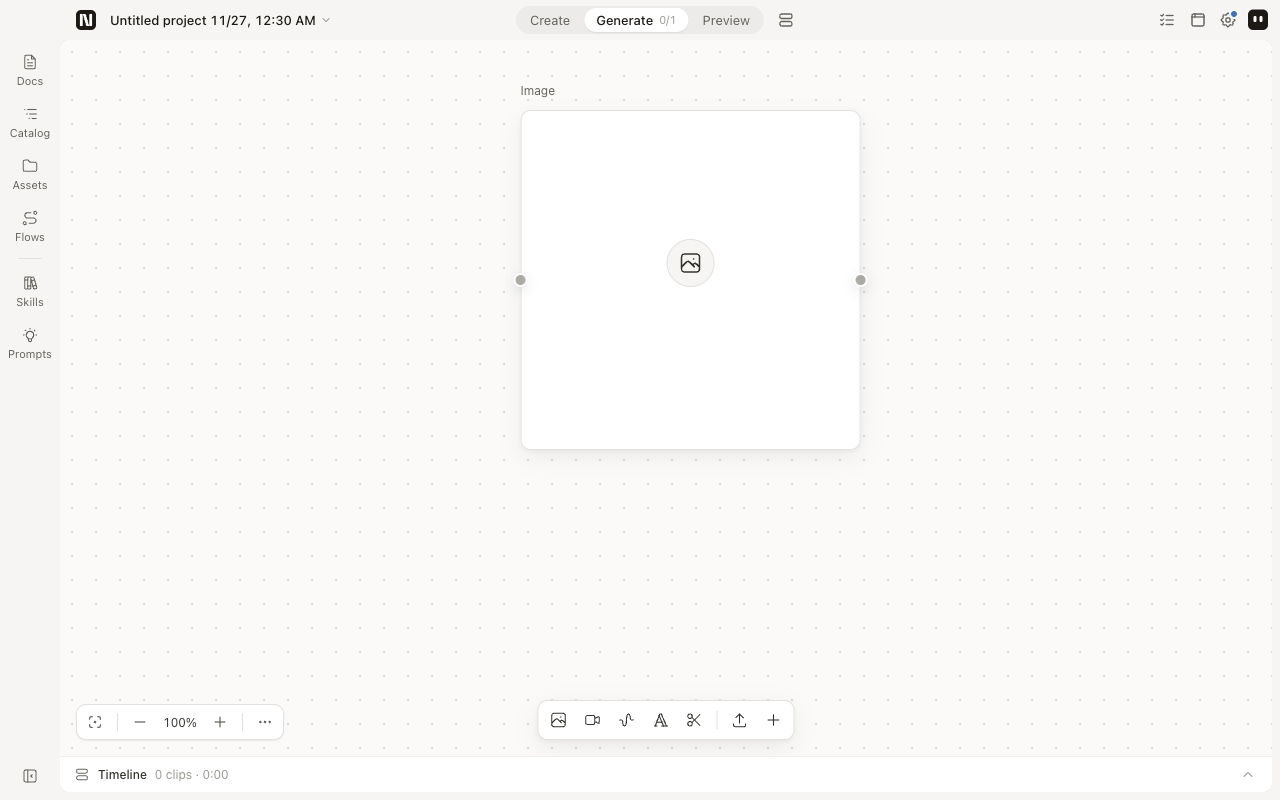 Untitled project 11/27, 12:30 AM
Create
Generate 0/1
Preview
Docs
Catalog
Assets
Flows
Skills
Prompts
Image
100%
Timeline 0 clips · 0:00